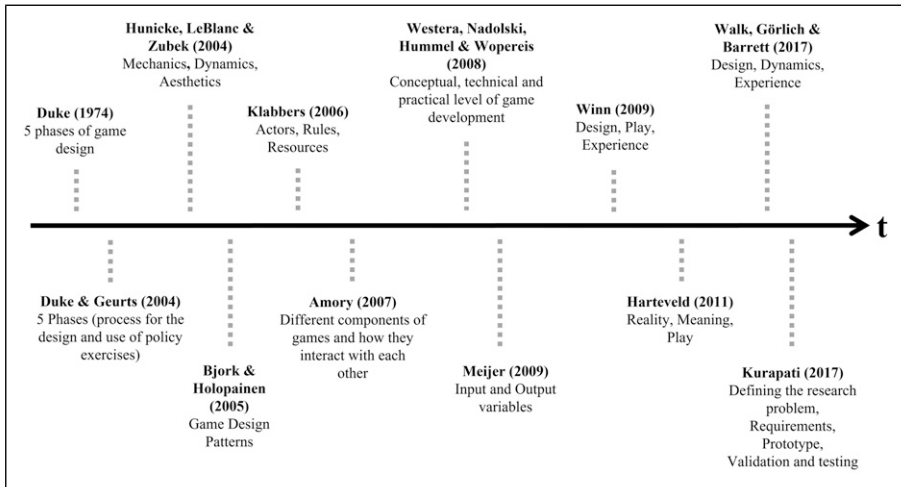 Hunicke, LeBlanc &
Zubek (2004)
Mechanics, Dynamics,
Aesthetics
Westera, Nadolski,
Hummel & Wopereis
(2008)
Conceptual, technical and
practical level of game
development
Walk, Görlich &
Barrett (2017)
Design, Dynamics,
Experience
Duke (1974)
5 phases of game
design
Klabbers (2006)
Actors, Rules,
Resources
Winn (2009)
Design, Play,
Experience
t
Duke & Geurts (2004)
5 Phases (process for the
design and use of policy
exercises)
Amory (2007)
Different components of
games and how they
interact with each
other
Harteveld (2011)
Reality, Meaning,
Play
Bjork &
Holopainen
(2005)
Game Design
Patterns
Meijer (2009)
Input and Output
variables
Kurapati (2017)
Defining the research
problem,
Requirements,
Prototype,
Validation and testing